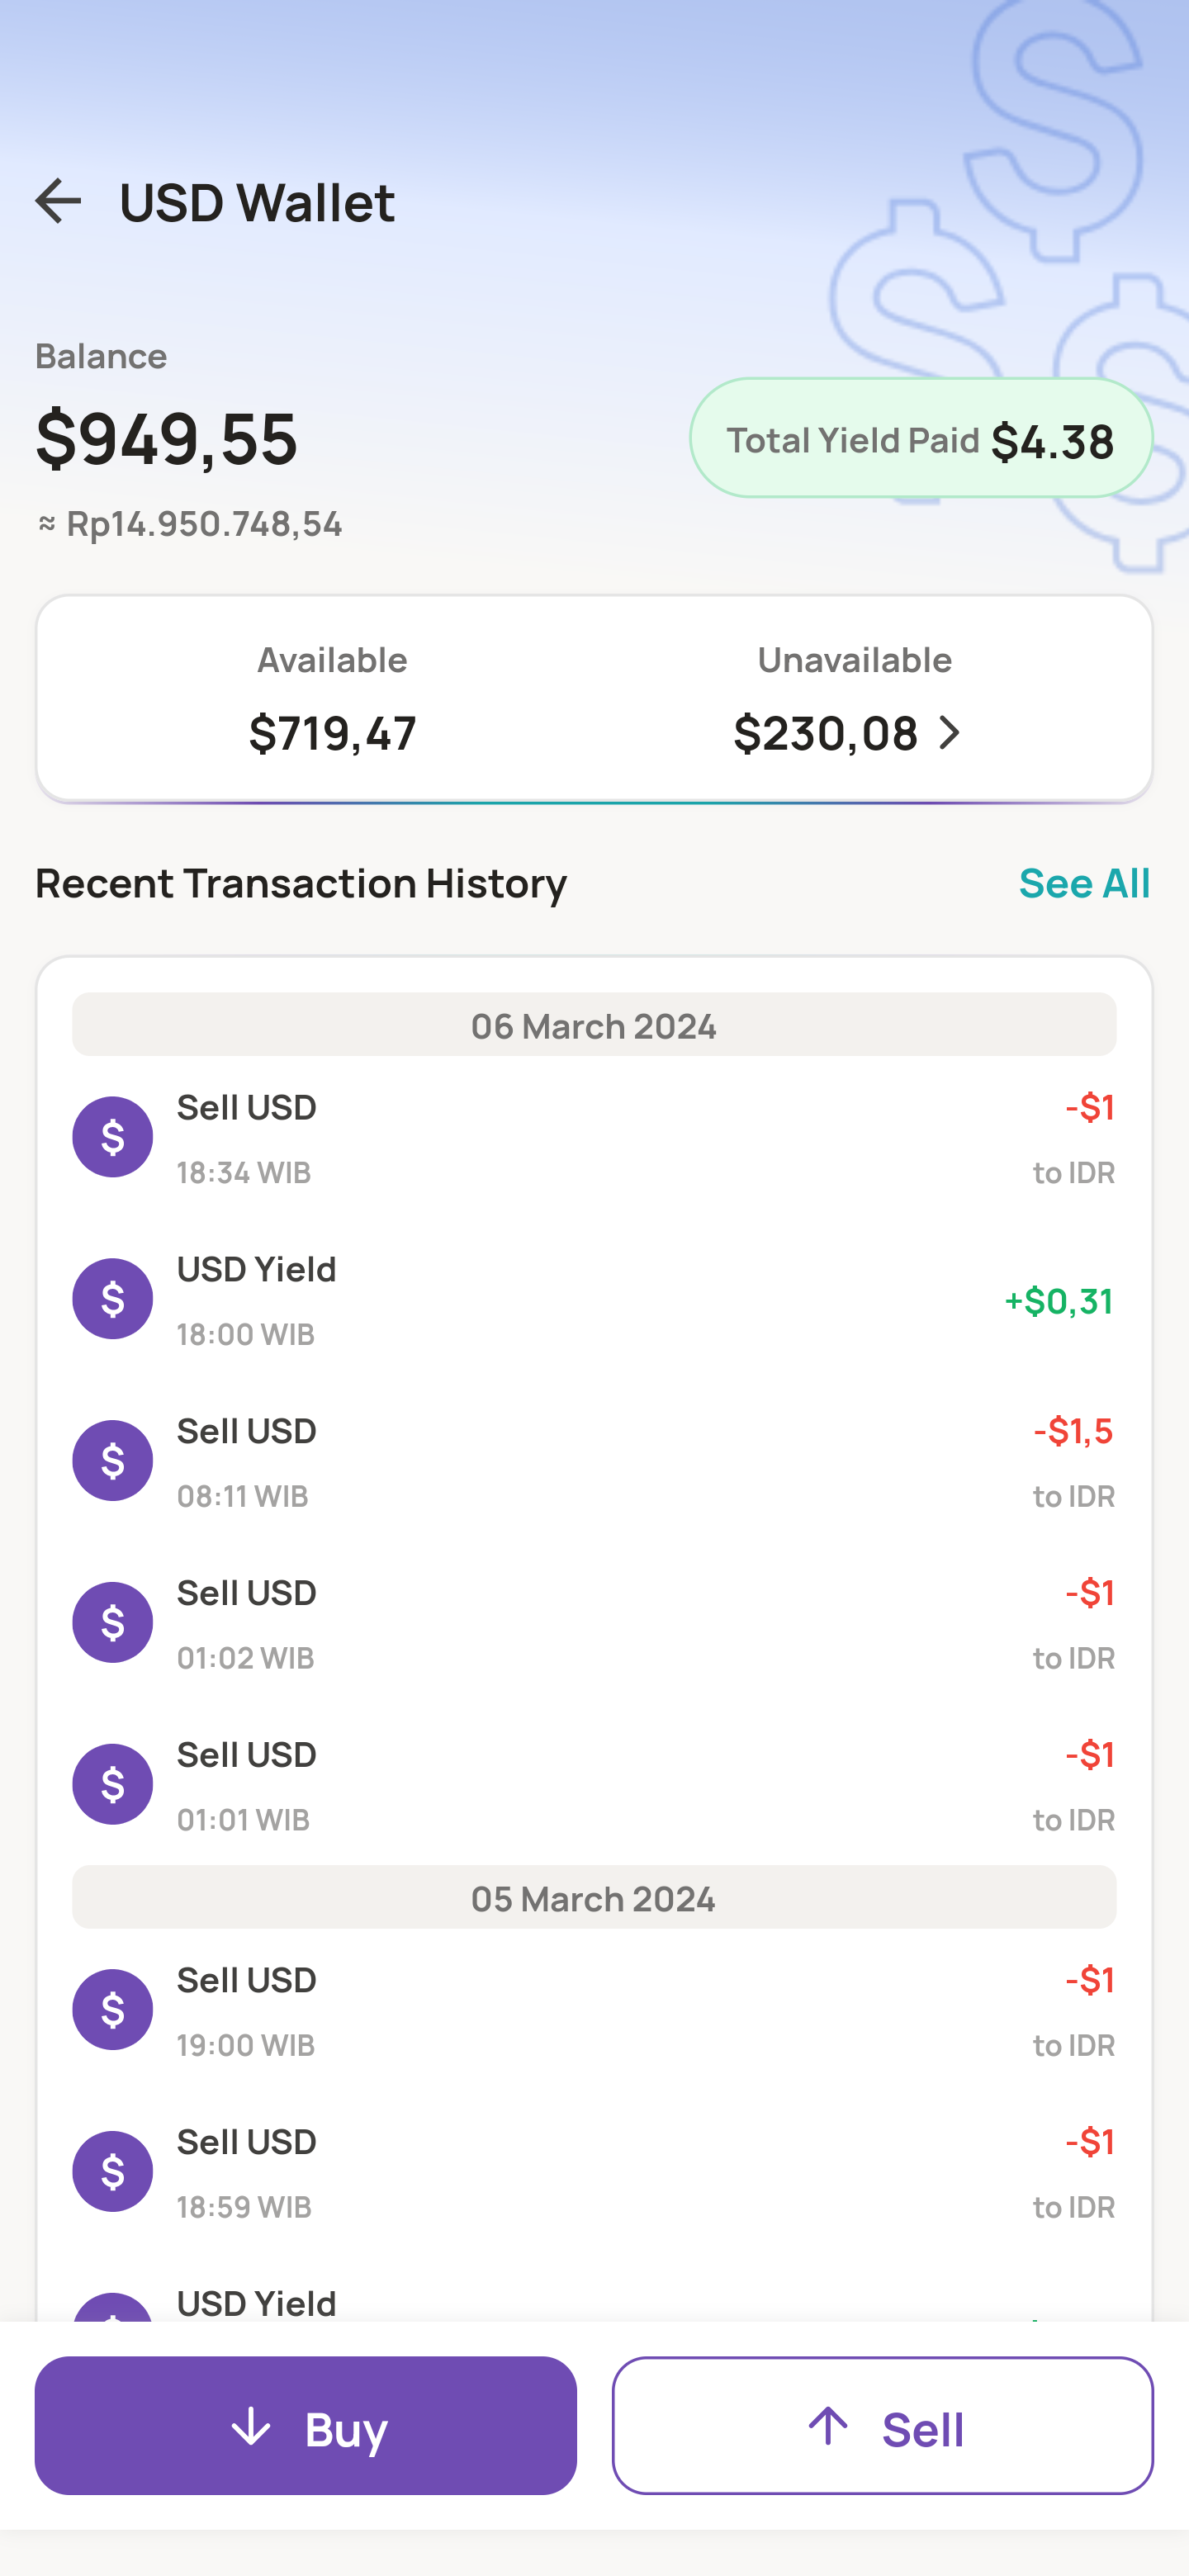 USD Wallet
Balance
$949,55
Total Yield Paid $4.38
≈ Rp14.950.748,54
Available
Unavailable
$719,47
$230,08
Recent Transaction History
See All
06 March 2024
Sell USD
-$1
18:34 WIB
to IDR
USD Yield
+$0,31
18:00 WIB
Sell USD
-$1,5
08:11 WIB
to IDR
Sell USD
-$1
01:02 WIB
to IDR
Sell USD
-$1
01:01 WIB
to IDR
05 March 2024
Sell USD
-$1
19:00 WIB
to IDR
Sell USD
-$1
18:59 WIB
to IDR
USD Yield
Buy
Sell